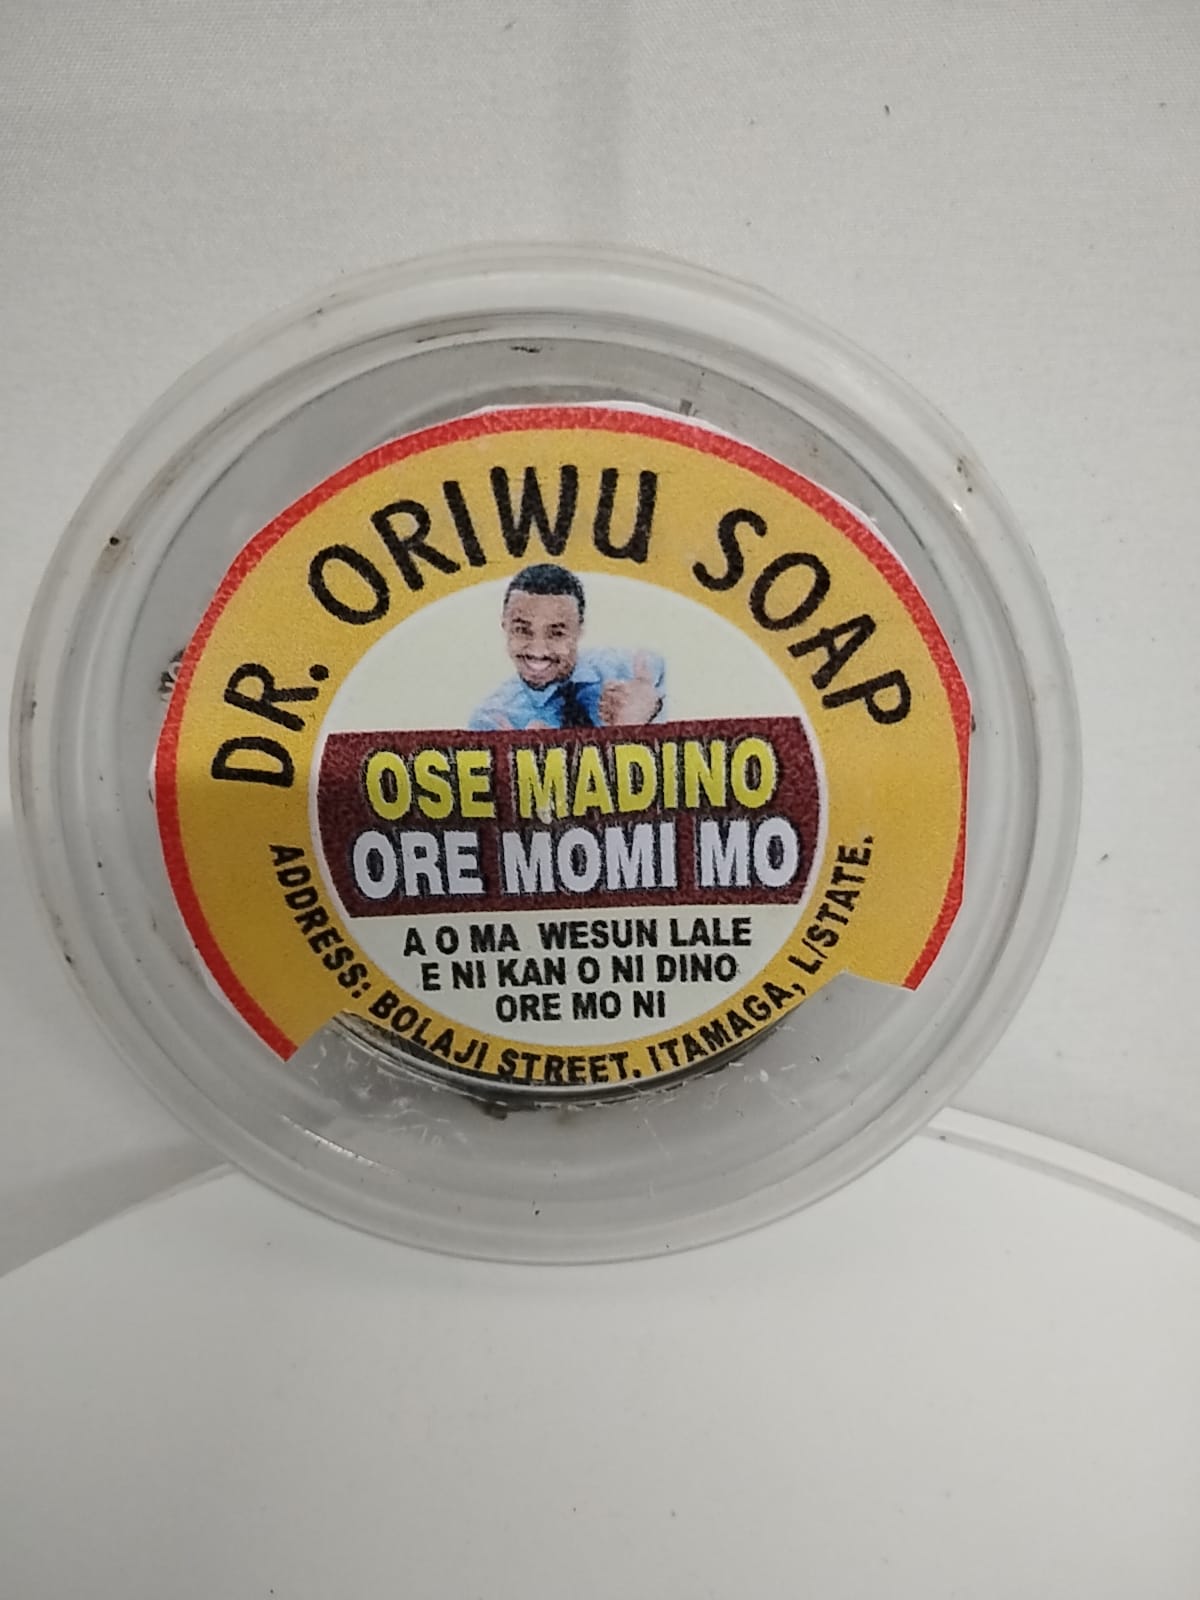 DR. ORIWU SOAP
OSE MADINO
ORE MOMI MO
A O MA WESUN LALE
E NI KAN O NI DINO
ORE MO NI
ADDRESS: BOLAJI STREET. ITAMAGA, L/STATE.